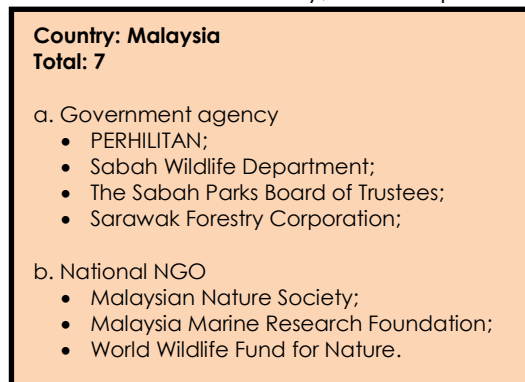 Country: Malaysia
Total: 7
a. Government agency
• PERHILITAN;
• Sabah Wildlife Department;
• The Sabah Parks Board of Trustees;
• Sarawak Forestry Corporation;
b. National NGO
• Malaysian Nature Society;
• Malaysia Marine Research Foundation;
• World Wildlife Fund for Nature.